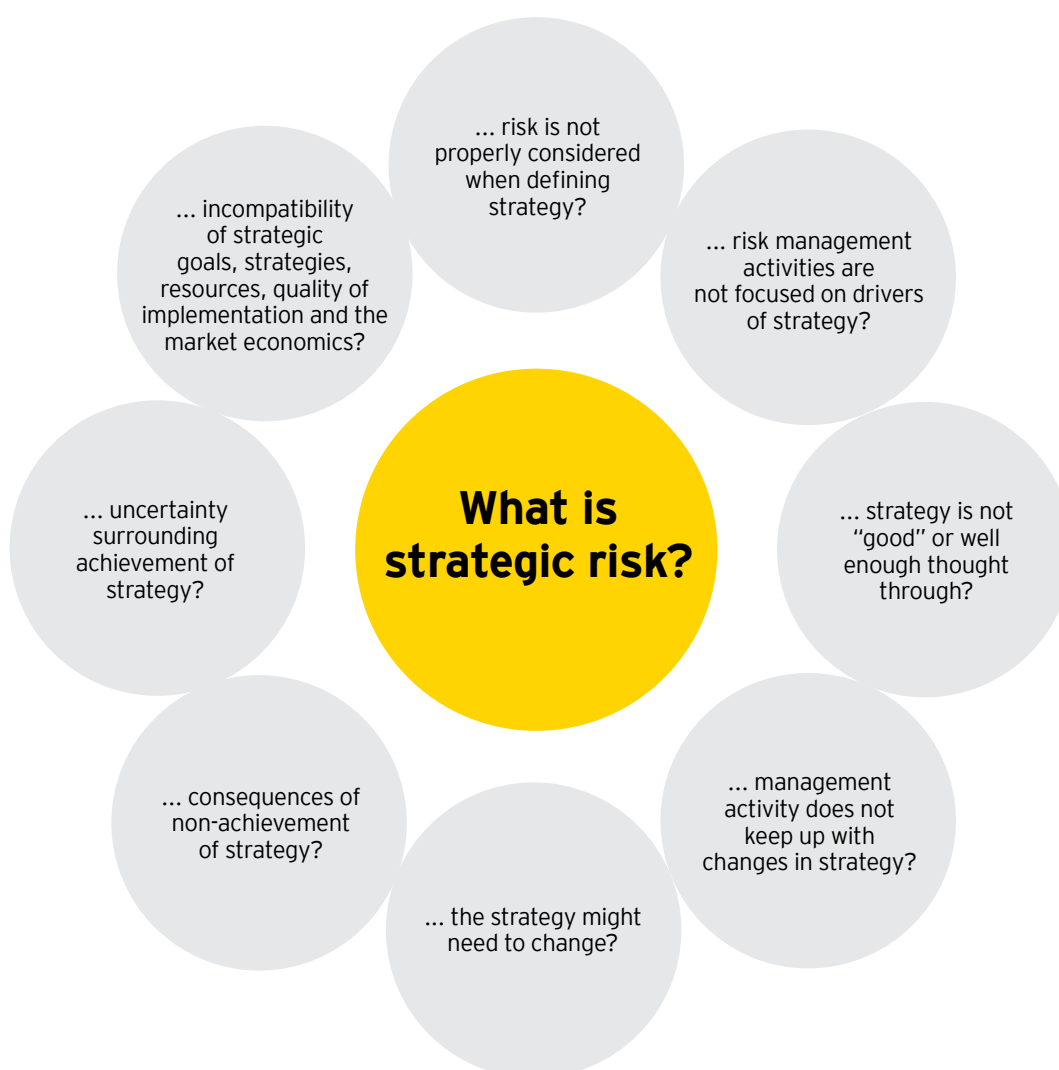 What is
strategic risk?
... risk is not
properly considered
when defining
strategy?
... risk management
activities are
not focused on drivers
of strategy?
... strategy is not
“good” or well
enough thought
through?
... management
activity does not
keep up with
changes in strategy?
... the strategy might
need to change?
... consequences of
non-achievement
of strategy?
... uncertainty
surrounding
achievement of
strategy?
... incompatibility
of strategic
goals, strategies,
resources, quality of
implementation and the
market economics?